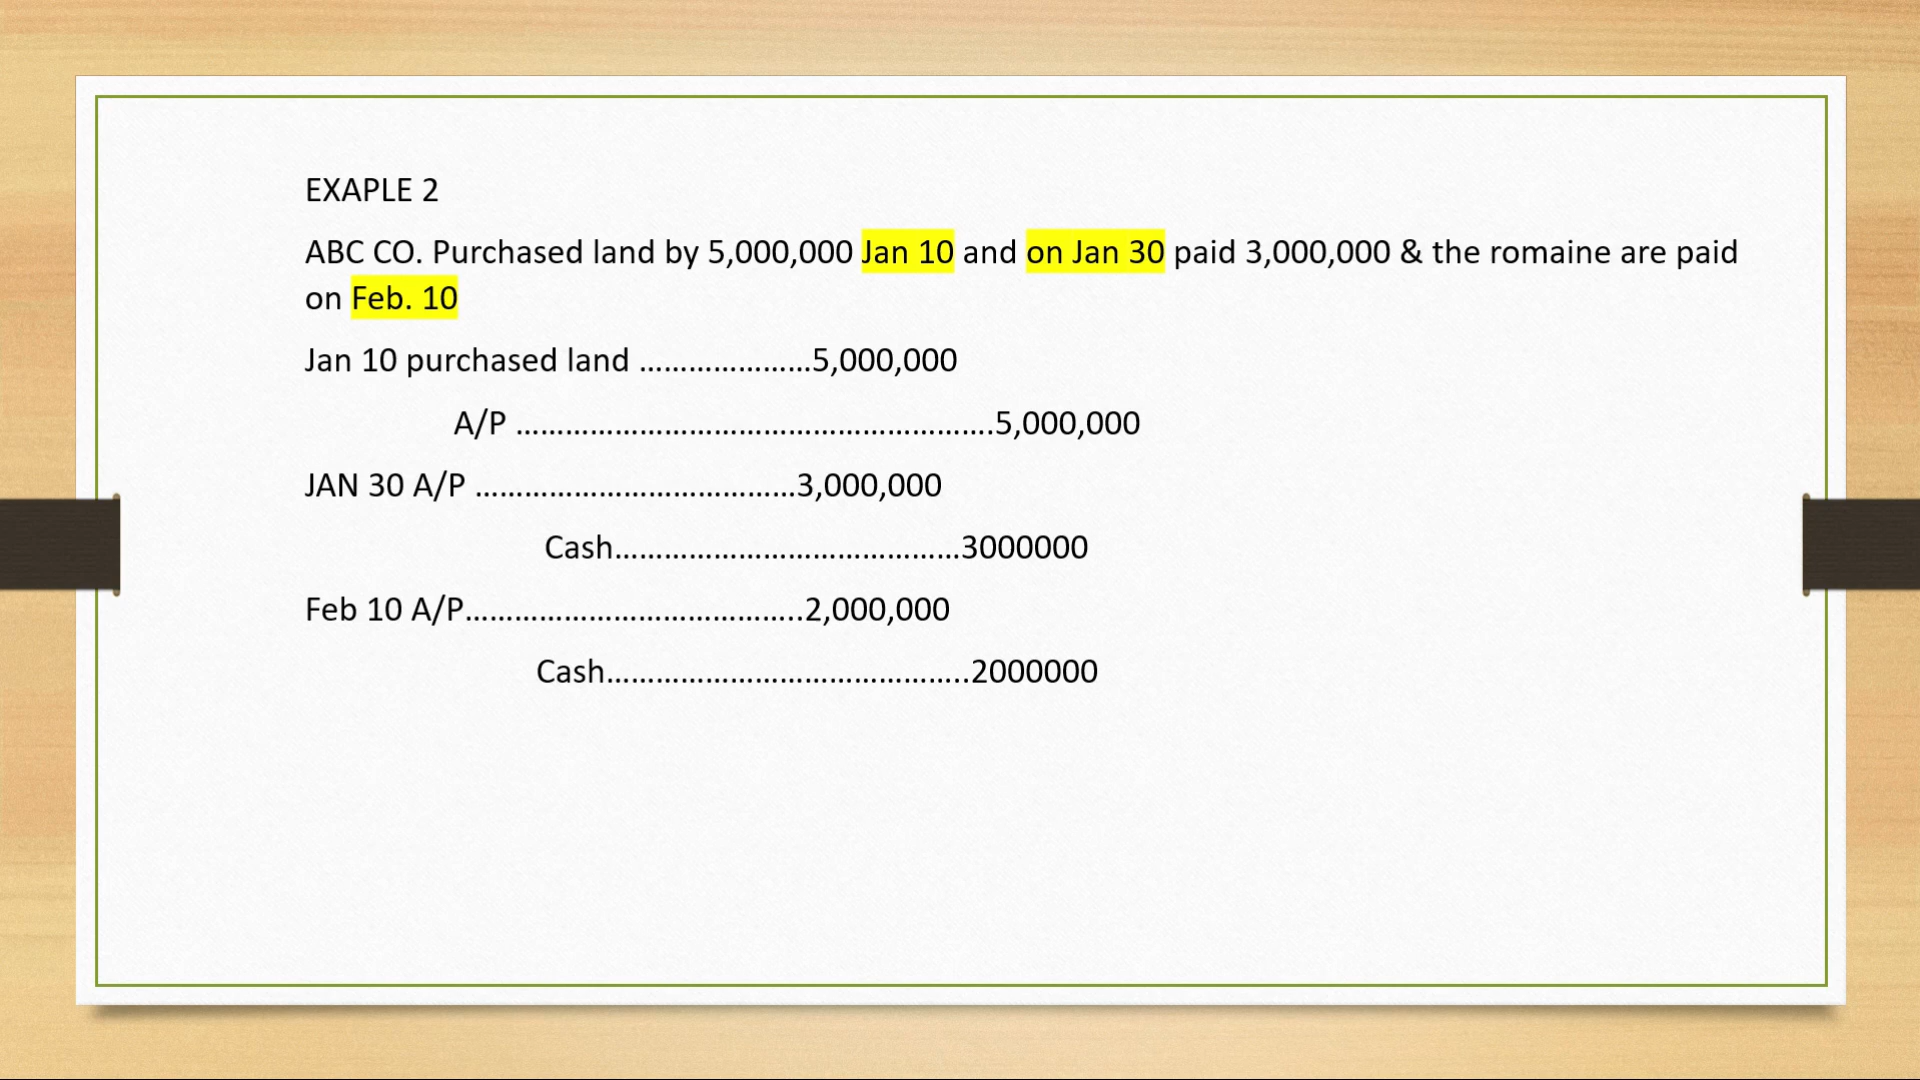 EXAPLE 2
ABC CO. Purchased land by 5,000,000 Jan 10 and on Jan 30 paid 3,000,000 & the romaine are paid
on Feb. 10
Jan 10 purchased land …………………5,000,000
A/P ………………………………………………….5,000,000
JAN 30 A/P …………………………………3,000,000
Cash……………………………………3000000
Feb 10 A/P…………………………………..2,000,000
Cash……………………………………..2000000